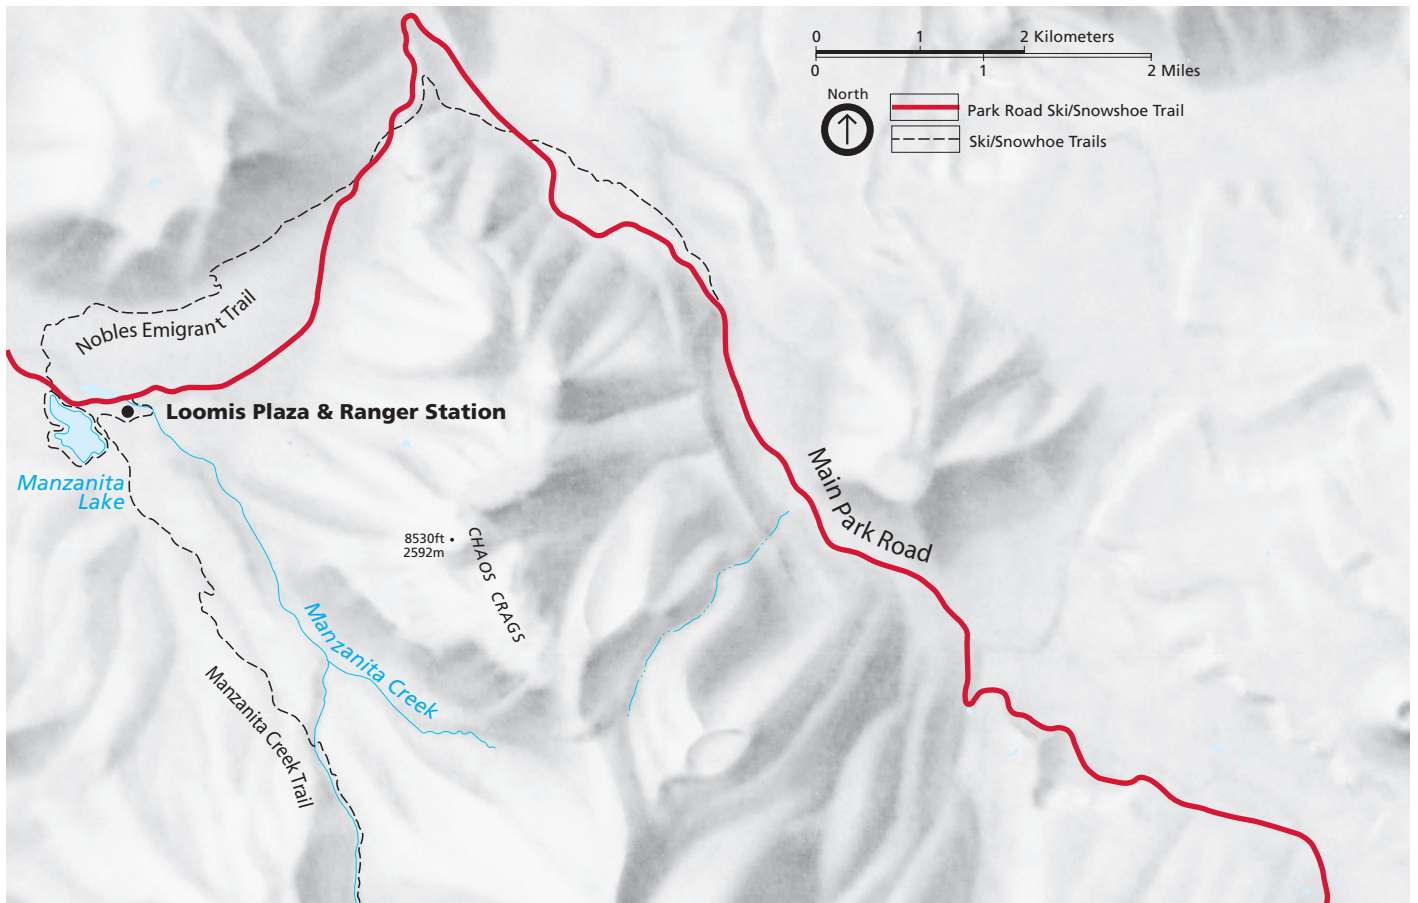 0 1 2 Kilometers
0 1 2 Miles
North
Park Road Ski/Snowshoe Trail
Ski/Snowhoe Trails
Nobles Emigrant Trail
Loomis Plaza & Ranger Station
Manzanita
Lake
Main Park Road
8530ft
2592m
CHAOS CRAGS
Manzanita Creek
Manzanita Creek Trail